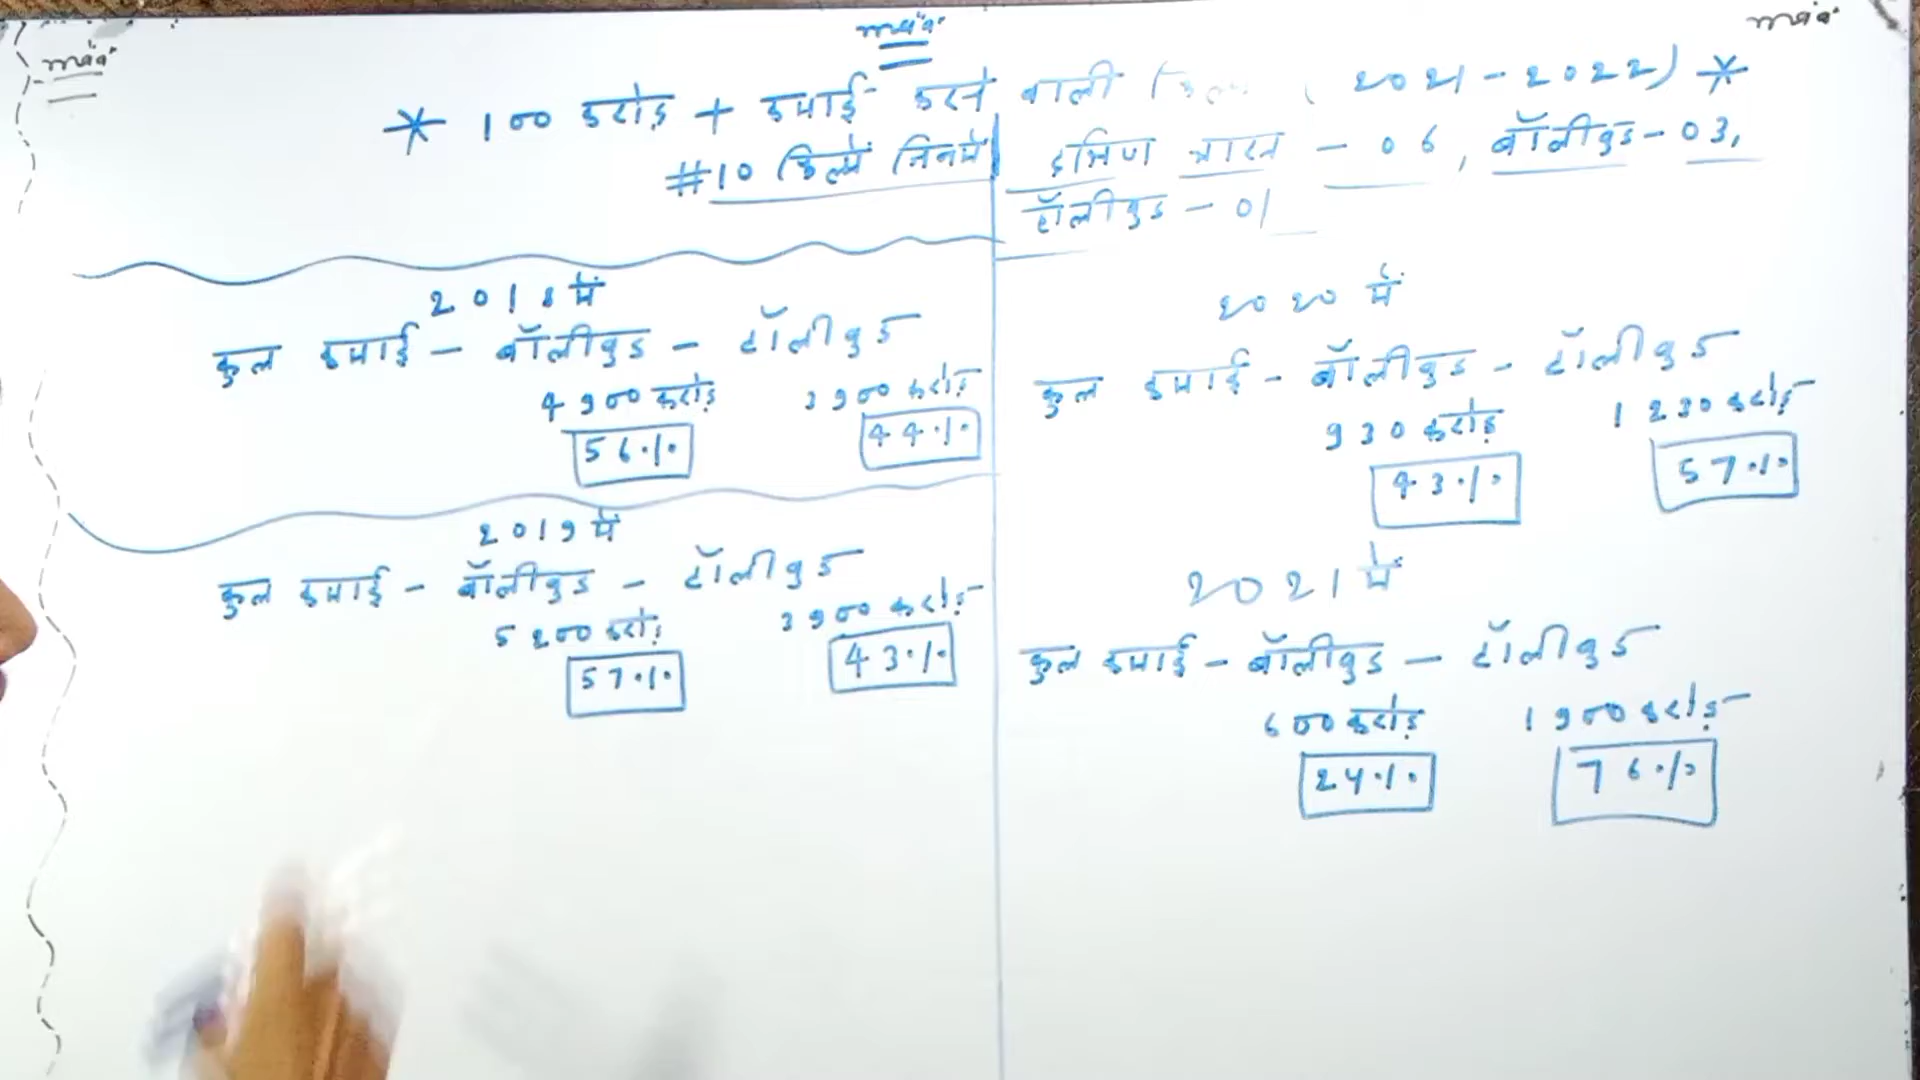 * 100 करोड़ + कमाई करने वाली 2021-2022) *
#10 फिल्में जिनमें दक्षिण भारत - 06, बॉलीवुड - 03,
हॉलीवुड - 01
2018 में
कुल कमाई - बॉलीवुड - टॉलीवुड
4900 करोड़ 3900 करोड़
56% 44%
2019 में
कुल कमाई - बॉलीवुड - टॉलीवुड
5200 करोड़ 3900 करोड़
57% 43%
2020 में
कुल कमाई - बॉलीवुड - टॉलीवुड
930 करोड़ 1230 करोड़
43% 57%
2021 में
कुल कमाई - बॉलीवुड - टॉलीवुड
600 करोड़ 1900 करोड़
24% 76%